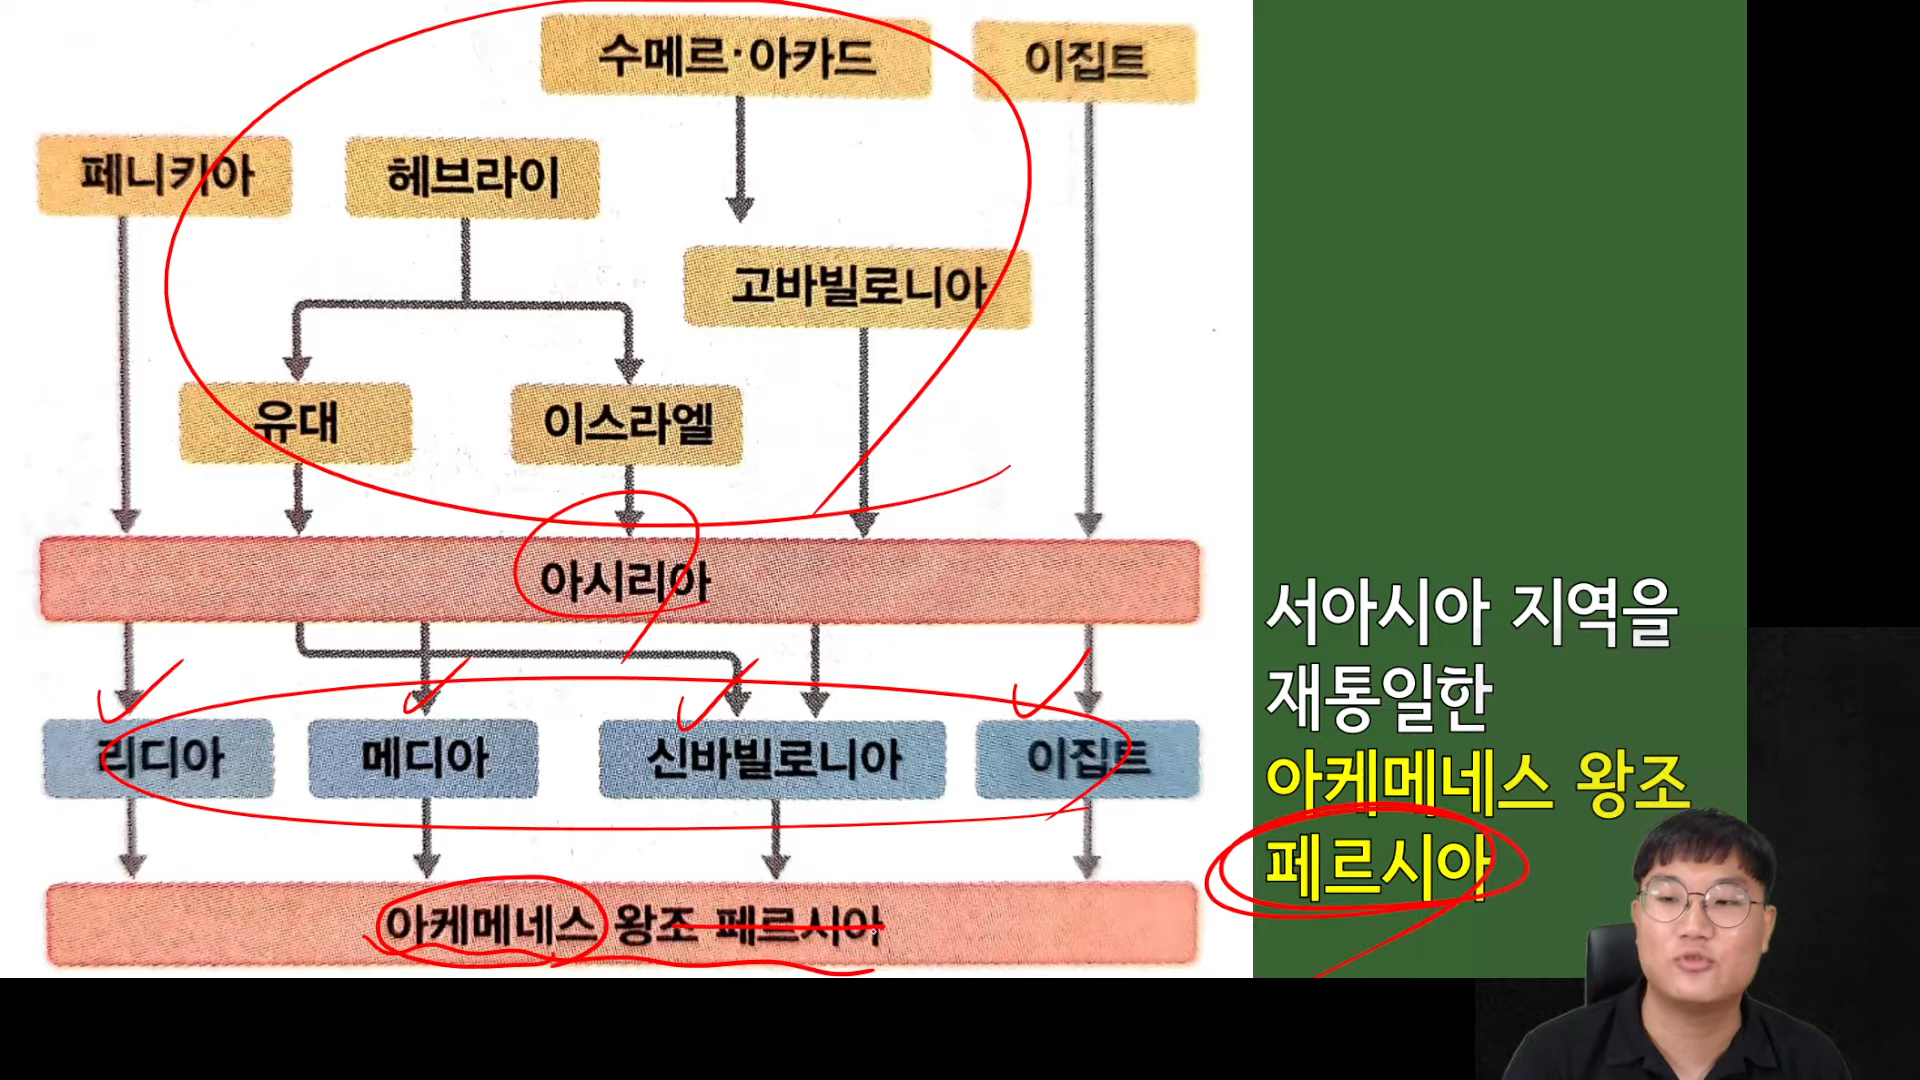 수메르·아카드
이집트
페니키아
헤브라이
고바빌로니아
유대
이스라엘
아시리아
리디아
메디아
신바빌로니아
이집트
아케메네스 왕조 페르시아
서아시아 지역을
재통일한
아케메네스 왕조
페르시아